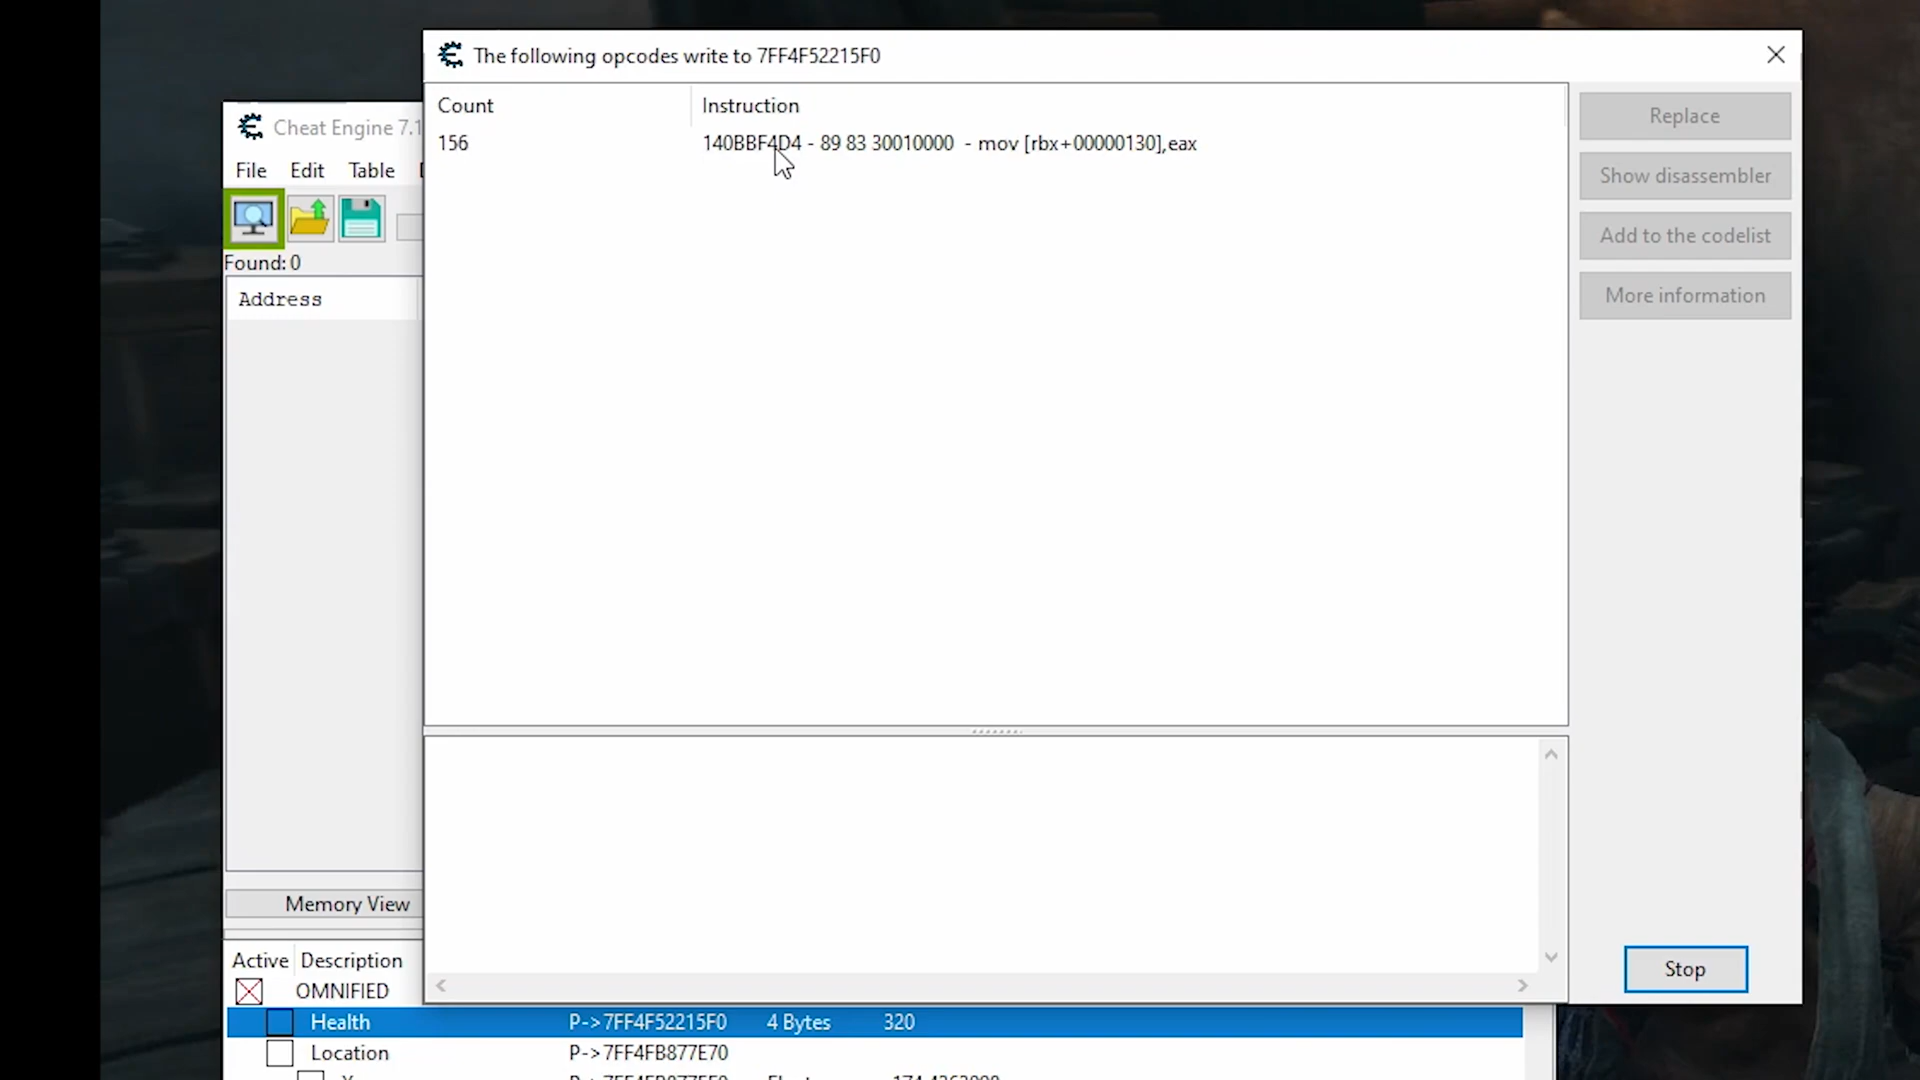 The following opcodes write to 7FF4F52215F0
Count Instruction
156 140BBF4D4 - 89 83 30010000 - mov [rbx+00000130],eax
Replace
Show disassembler
Add to the codelist
More information
Stop
Cheat Engine 7.1
File Edit Table
Found: 0
Address
Memory View
Active Description
OMNIFIED
Health P->7FF4F52215F0 4 Bytes 320
Location P->7FF4FB877E70